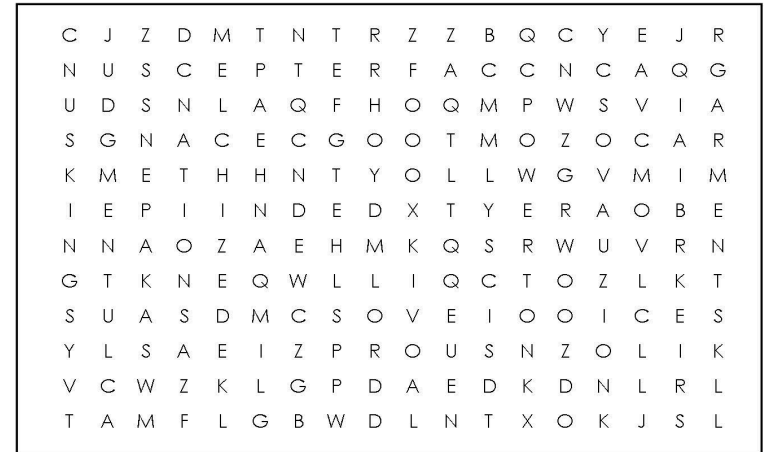 C J Z D M T N T R Z Z B Q C Y E J R
N U S C E P T E R F A C C N C A Q G
U D S N L A Q F H O Q M P W S V I A
S G N A C E C G O O T M O Z O C A R
K M E T H H N T Y O L L W G V M I M
I E P I I N D E D X T Y E R A O B E
N N A O Z A E H M K Q S R W U V R N
G T K N E Q W L L I Q C T O Z L K T
S U A S D M C S O V E I O O I C E S
Y L S A E I Z P R O U S N Z O L I K
V C W Z K L G P D A E D K D N L R L
T A M F L G B W D L N T X O K J S L